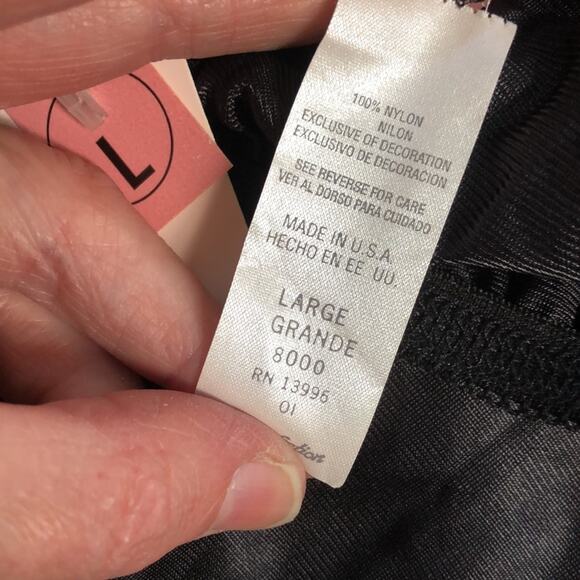 L
100% NYLON
NILON
EXCLUSIVE OF DECORATION
EXCLUSIVO DE DECORACION
SEE REVERSE FOR CARE
VER AL DORSO PARA CUIDADO
MADE IN U.S.A.
HECHO EN EE. UU.
LARGE
GRANDE
8000
RN 13996
01